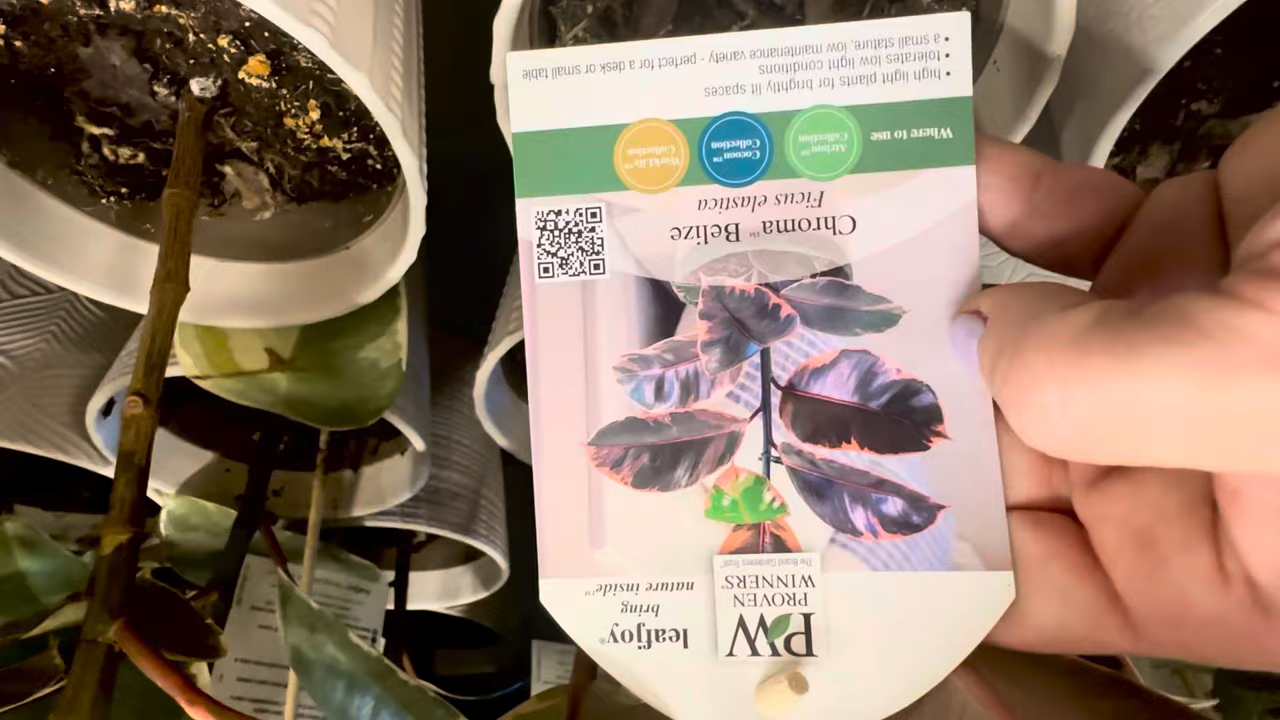 PW
PROVEN
WINNERS®
The Brand Gardeners Trust™
leafjoy®
bring
nature inside™
Chroma™ Belize
Ficus elastica
Where to use
Atrium™
Collection
Cocoon™
Collection
WorkLife™
Collection
• high light plants for brightly lit spaces
• tolerates low light conditions
• a small stature, low maintenance variety - perfect for a desk or small table